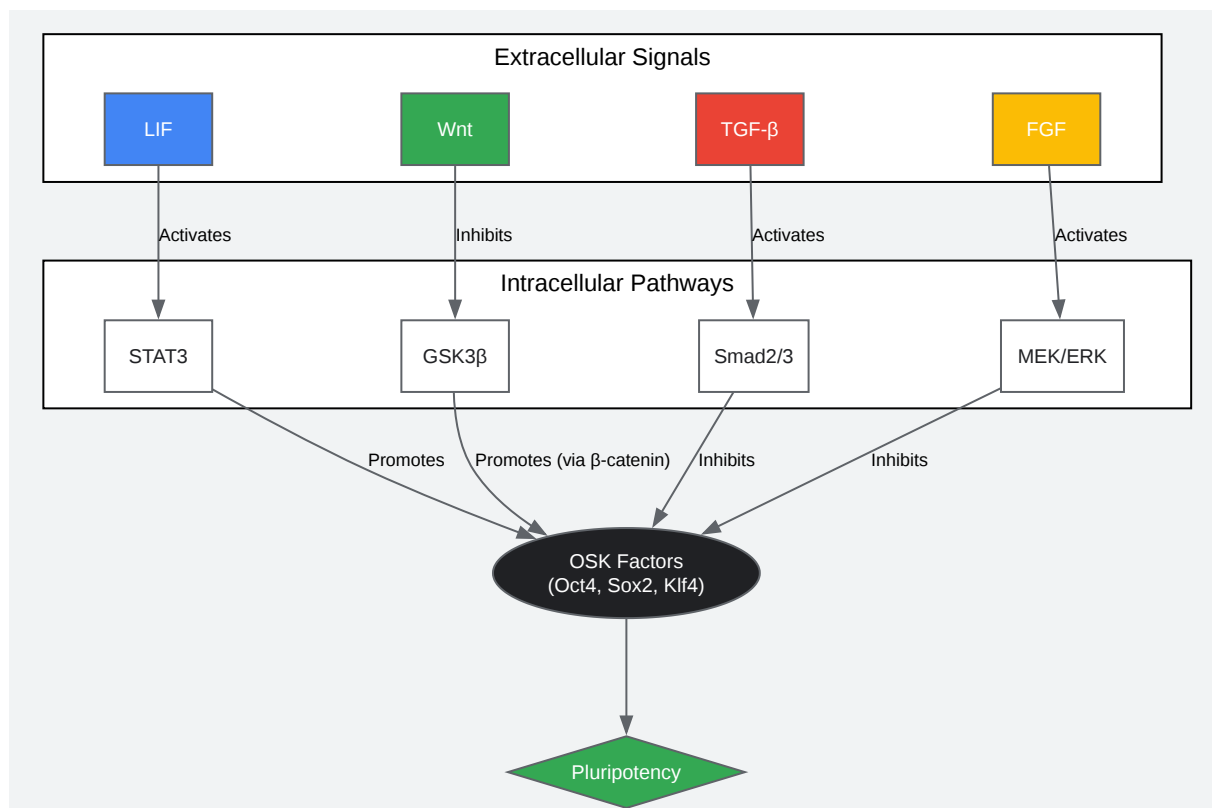 Extracellular Signals
LIF
Wnt
TGF-β
FGF
Activates
Inhibits
Activates
Activates
Intracellular Pathways
STAT3
GSK3β
Smad2/3
MEK/ERK
Promotes
Promotes (via β-catenin)
Inhibits
Inhibits
OSK Factors
(Oct4, Sox2, Klf4)
Pluripotency